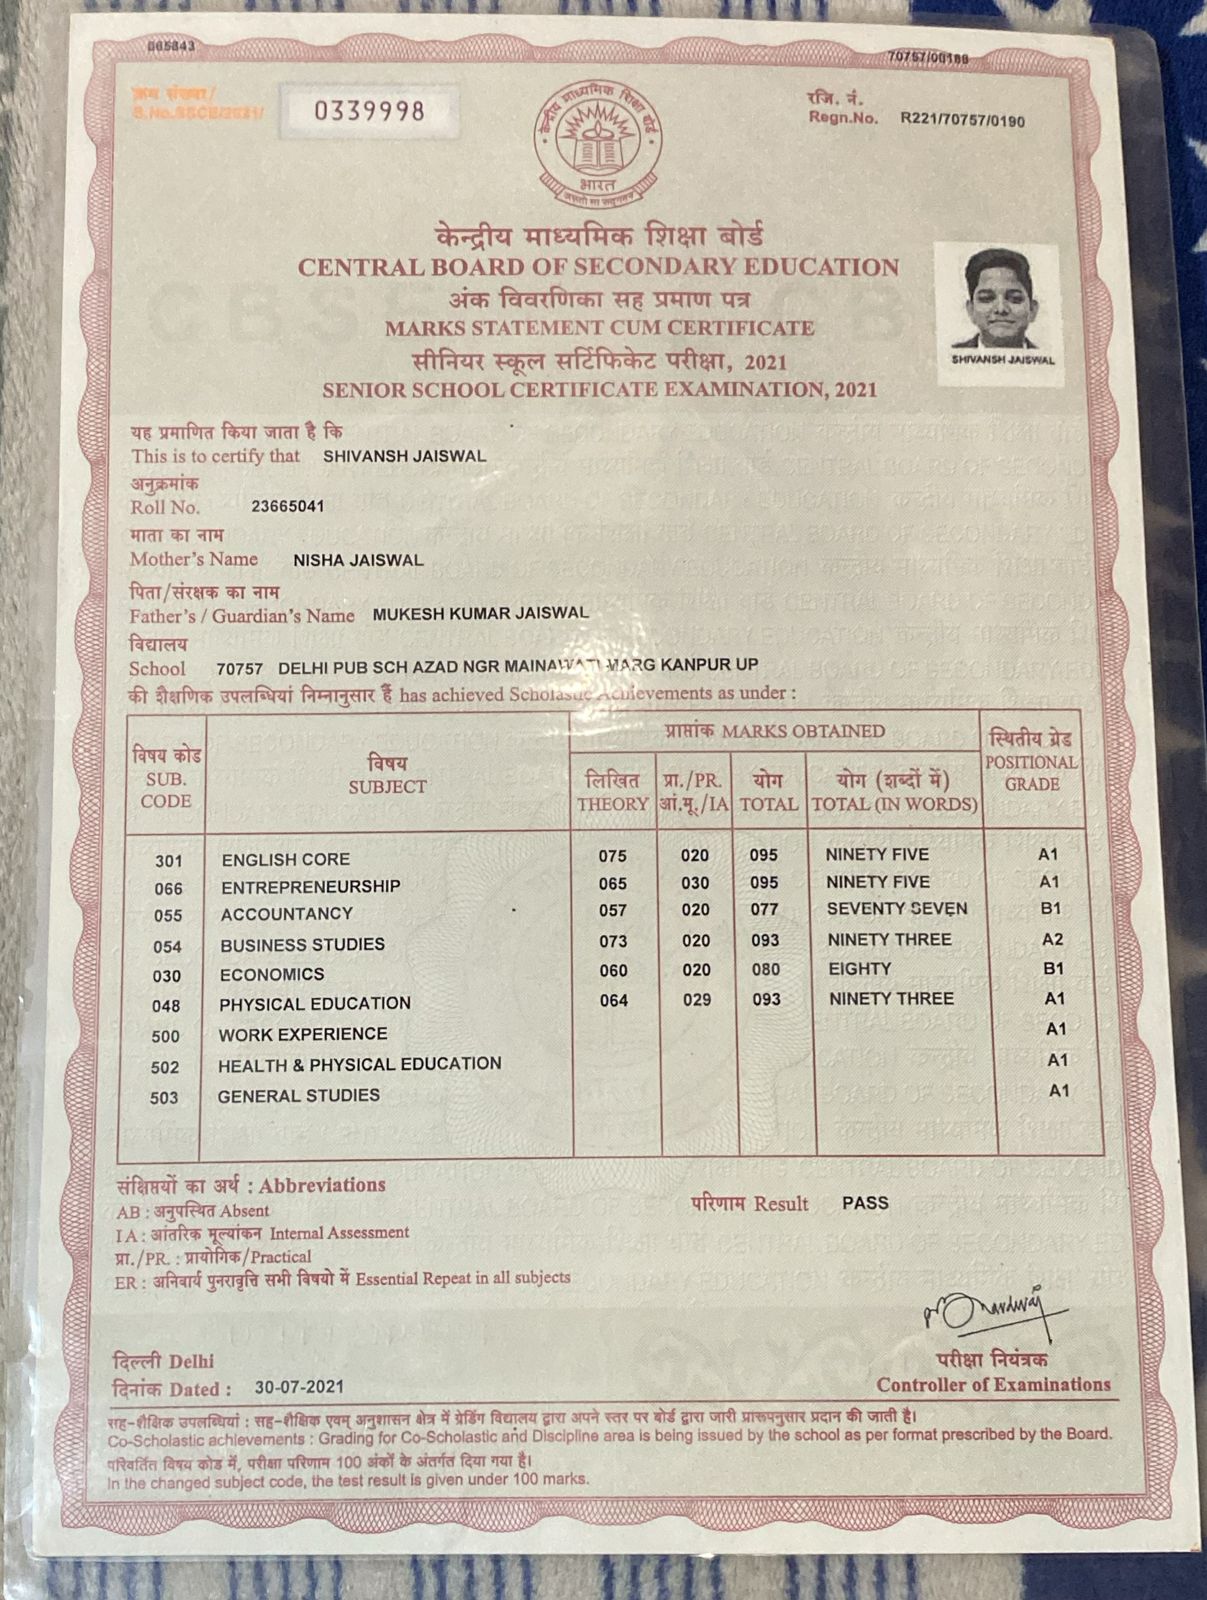 065843
70757/00188
क्रम संख्या/
S.No.SSCE/2021/
0339998
रजि. नं.
Regn.No. R221/70757/0190
केन्द्रीय माध्यमिक शिक्षा बोर्ड
भारत
असतो मा सद्गमय
केन्द्रीय माध्यमिक शिक्षा बोर्ड
CENTRAL BOARD OF SECONDARY EDUCATION
अंक विवरणिका सह प्रमाण पत्र
MARKS STATEMENT CUM CERTIFICATE
सीनियर स्कूल सर्टिफिकेट परीक्षा, 2021
SENIOR SCHOOL CERTIFICATE EXAMINATION, 2021
SHIVANSH JAISWAL
यह प्रमाणित किया जाता है कि
This is to certify that SHIVANSH JAISWAL
अनुक्रमांक
Roll No. 23665041
माता का नाम
Mother's Name NISHA JAISWAL
पिता/संरक्षक का नाम
Father's / Guardian's Name MUKESH KUMAR JAISWAL
विद्यालय
School 70757 DELHI PUB SCH AZAD NGR MAINAWATI MARG KANPUR UP
की शैक्षणिक उपलब्धियां निम्नानुसार हैं has achieved Scholastic Achievements as under :
विषय कोड SUB. CODE विषय SUBJECT प्राप्तांक MARKS OBTAINED स्थितीय ग्रेड POSITIONAL GRADE
लिखित THEORY प्रा./PR. आं.मू./IA योग TOTAL योग (शब्दों में) TOTAL (IN WORDS)
301 ENGLISH CORE 075 020 095 NINETY FIVE A1
066 ENTREPRENEURSHIP 065 030 095 NINETY FIVE A1
055 ACCOUNTANCY 057 020 077 SEVENTY SEVEN B1
054 BUSINESS STUDIES 073 020 093 NINETY THREE A2
030 ECONOMICS 060 020 080 EIGHTY B1
048 PHYSICAL EDUCATION 064 029 093 NINETY THREE A1
500 WORK EXPERIENCE A1
502 HEALTH & PHYSICAL EDUCATION A1
503 GENERAL STUDIES A1
संक्षिप्तियों का अर्थ : Abbreviations
AB : अनुपस्थित Absent
परिणाम Result PASS
IA : आंतरिक मूल्यांकन Internal Assessment
प्रा./PR. : प्रायोगिक/Practical
ER : अनिवार्य पुनरावृत्ति सभी विषयो में Essential Repeat in all subjects
दिल्ली Delhi
परीक्षा नियंत्रक
दिनांक Dated : 30-07-2021
Controller of Examinations
सह-शैक्षिक उपलब्धियां : सह-शैक्षिक एवम् अनुशासन क्षेत्र में ग्रेडिंग विद्यालय द्वारा अपने स्तर पर बोर्ड द्वारा जारी प्रारूपनुसार प्रदान की जाती है।
Co-Scholastic achievements : Grading for Co-Scholastic and Discipline area is being issued by the school as per format prescribed by the Board.
परिवर्तित विषय कोड में, परीक्षा परिणाम 100 अंकों के अंतर्गत दिया गया है।
In the changed subject code, the test result is given under 100 marks.